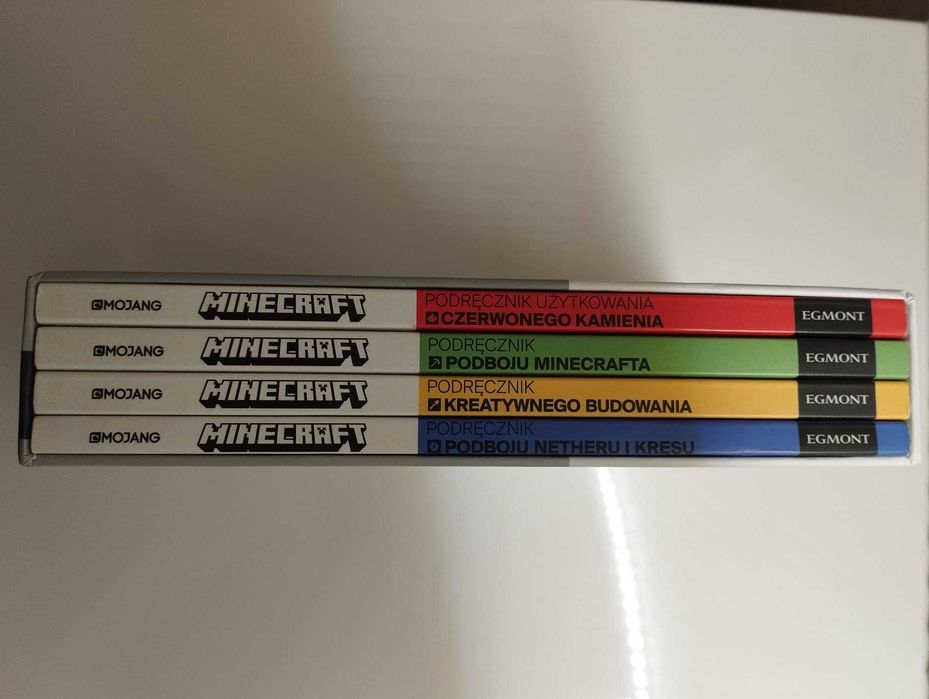 MOJANG MINECRAFT PODRĘCZNIK UŻYTKOWANIA
CZERWONEGO KAMIENIA EGMONT
MOJANG MINECRAFT PODRĘCZNIK
PODBOJU MINECRAFTA EGMONT
MOJANG MINECRAFT PODRĘCZNIK
KREATYWNEGO BUDOWANIA EGMONT
MOJANG MINECRAFT PODRĘCZNIK
PODBOJU NETHERU I KRESU EGMONT